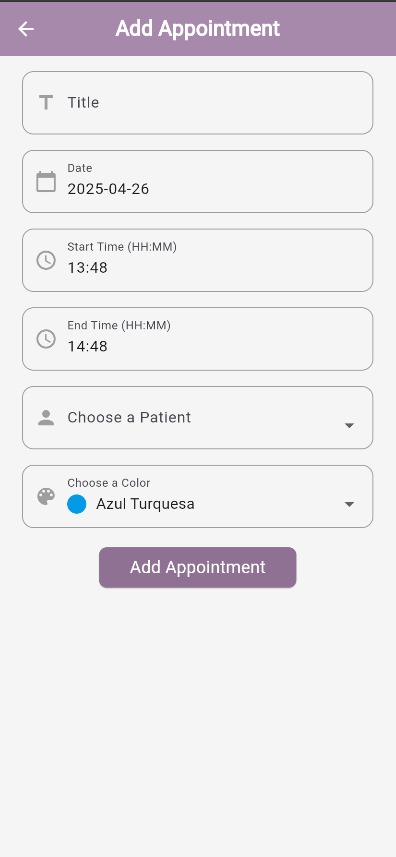 Add Appointment
Title
Date
2025-04-26
Start Time (HH:MM)
13:48
End Time (HH:MM)
14:48
Choose a Patient
Choose a Color
Azul Turquesa
Add Appointment